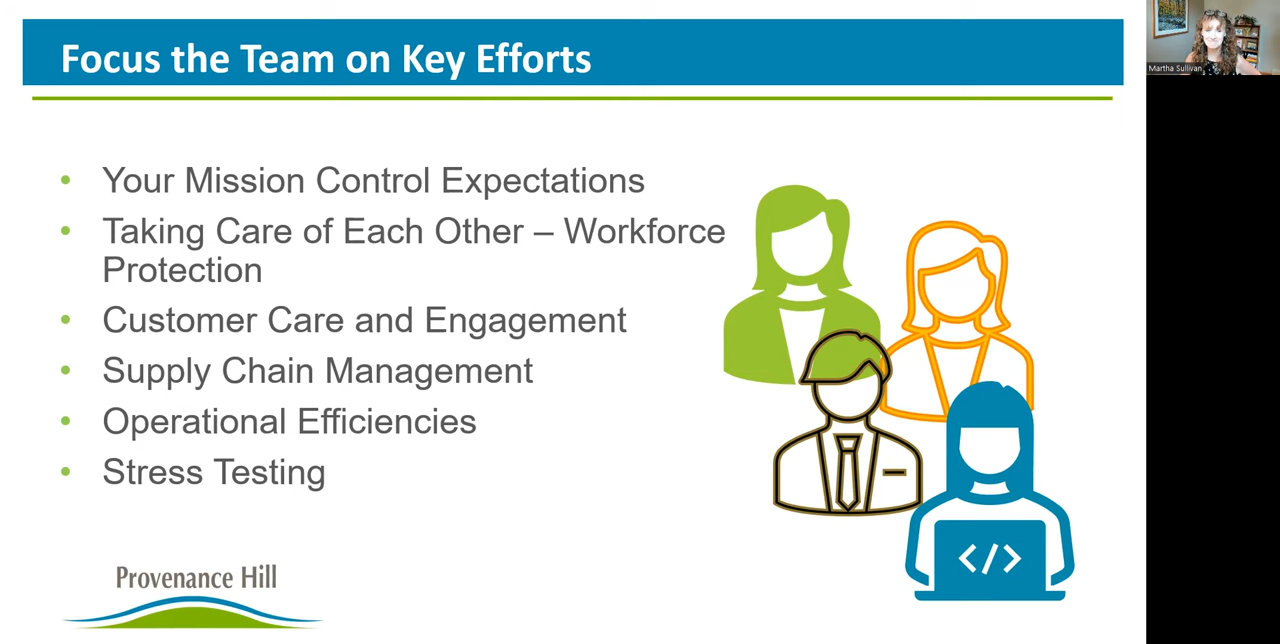 Focus the Team on Key Efforts
Martha Sullivan
• Your Mission Control Expectations
• Taking Care of Each Other – Workforce
Protection
• Customer Care and Engagement
• Supply Chain Management
• Operational Efficiencies
• Stress Testing
</>
Provenance Hill